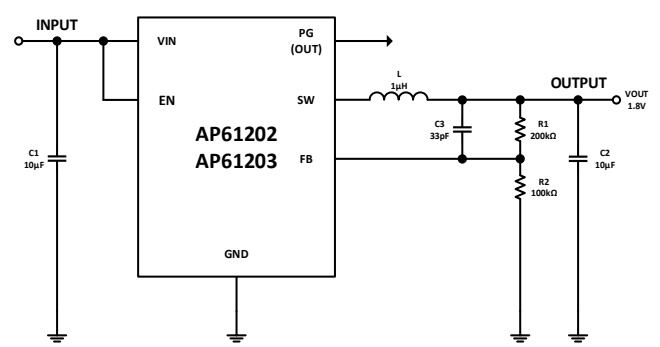 INPUT
VIN
PG
(OUT)
EN
SW
L
1µH
OUTPUT
VOUT
1.8V
C3
33pF
R1
200kΩ
AP61202
AP61203
FB
C1
10µF
R2
100kΩ
C2
10µF
GND